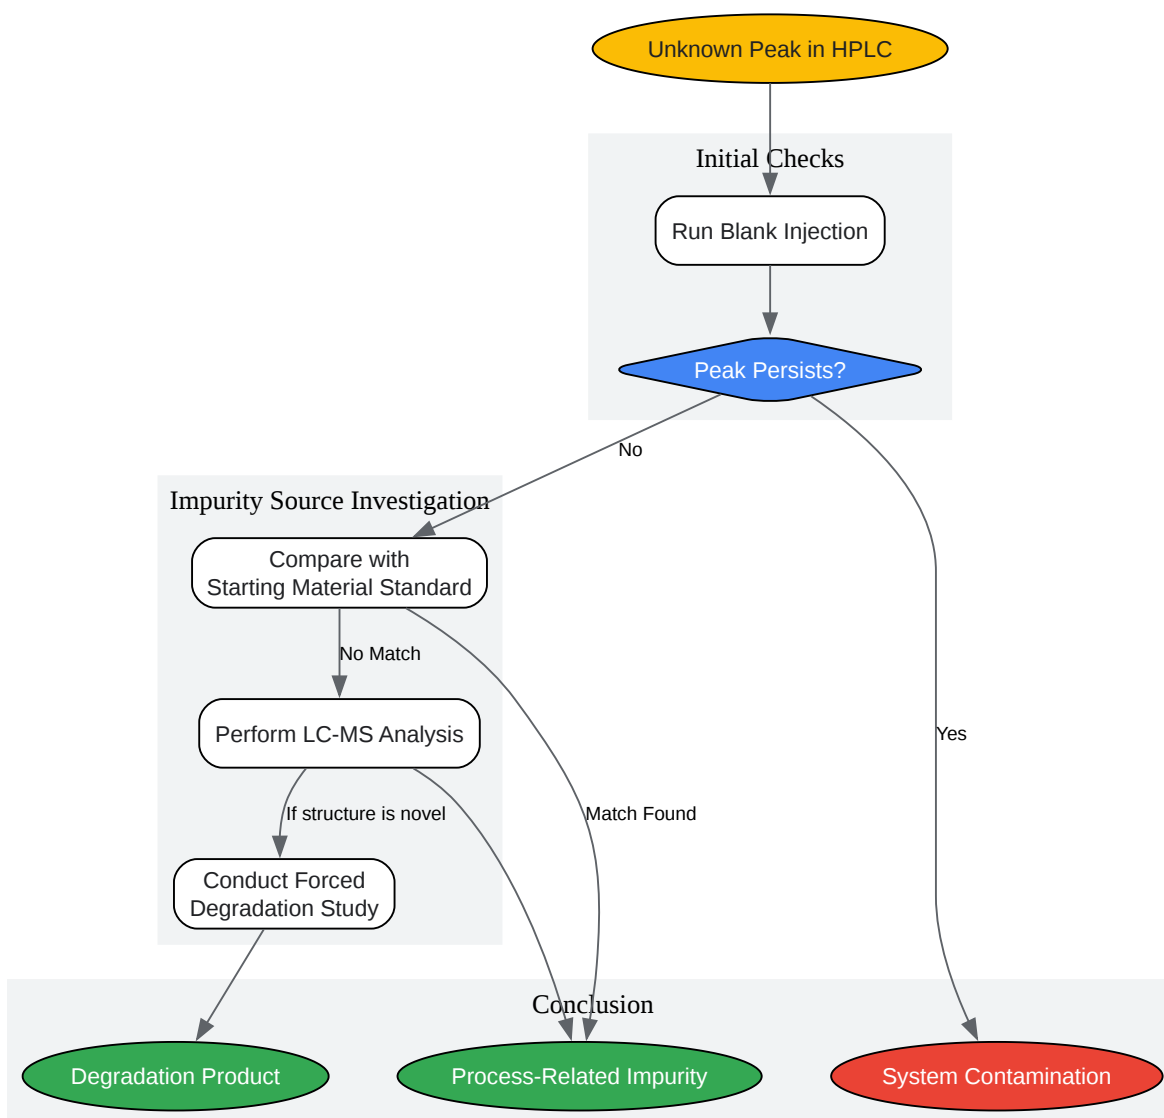 Unknown Peak in HPLC
Initial Checks
Run Blank Injection
Peak Persists?
No
Impurity Source Investigation
Compare with
Starting Material Standard
No Match
Perform LC-MS Analysis
Yes
If structure is novel
Match Found
Conduct Forced
Degradation Study
Conclusion
Degradation Product
Process-Related Impurity
System Contamination